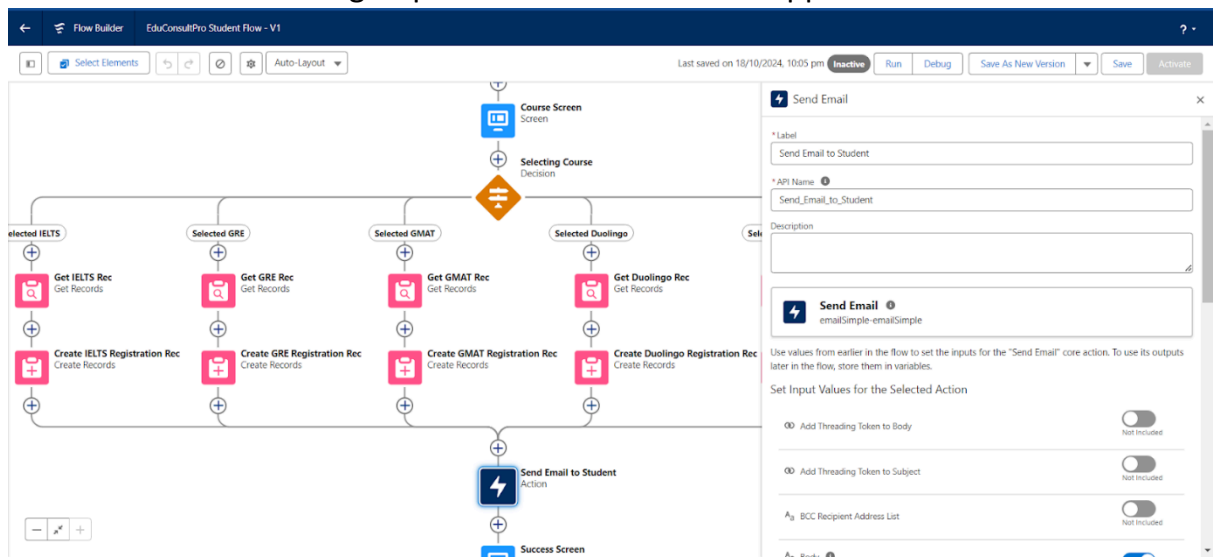 Flow Builder EduConsultPro Student Flow - V1 ?
Select Elements Auto-Layout Last saved on 18/10/2024, 10:05 pm Inactive Run Debug Save As New Version Save Activate
Course Screen
Screen
Selecting Course
Decision
elected IELTS Selected GRE Selected GMAT Selected Duolingo Sel
Get IELTS Rec Get GRE Rec Get GMAT Rec Get Duolingo Rec
Get Records Get Records Get Records Get Records
Create IELTS Registration Rec Create GRE Registration Rec Create GMAT Registration Rec Create Duolingo Registration Rec
Create Records Create Records Create Records Create Records
Send Email to Student
Action
Success Screen
Send Email
*Label
Send Email to Student
*API Name
Send_Email_to_Student
Description
Send Email
emailSimple-emailSimple
Use values from earlier in the flow to set the inputs for the "Send Email" core action. To use its outputs
later in the flow, store them in variables.
Set Input Values for the Selected Action
Add Threading Token to Body
Not Included
Add Threading Token to Subject
Not Included
Aa BCC Recipient Address List
Not Included
Aa Body